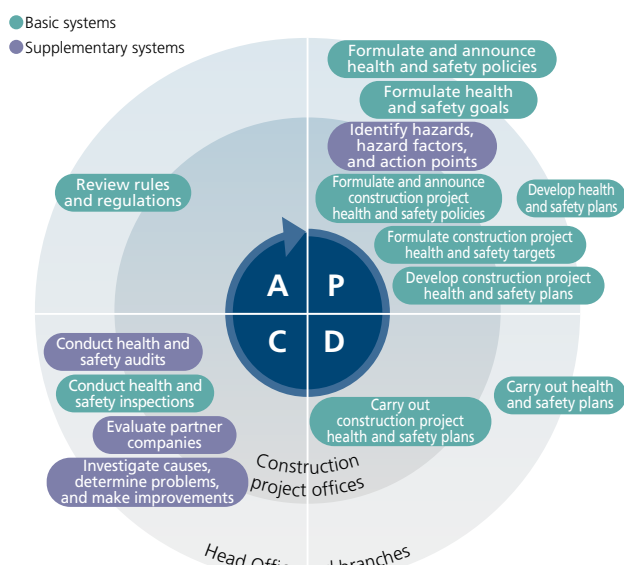 Basic systems
Supplementary systems
Formulate and announce
health and safety policies
Formulate health
and safety goals
Identify hazards,
hazard factors,
and action points
Review rules
and regulations
Formulate and announce
construction project
health and safety policies
Develop health
and safety plans
Formulate construction project
health and safety targets
Develop construction project
health and safety plans
A
P
C
D
Conduct health and
safety audits
Conduct health and
safety inspections
Evaluate partner
companies
Investigate causes,
determine problems,
and make improvements
Carry out health
and safety plans
Carry out
construction project
health and safety plans
Construction
project offices
Head Offi branches